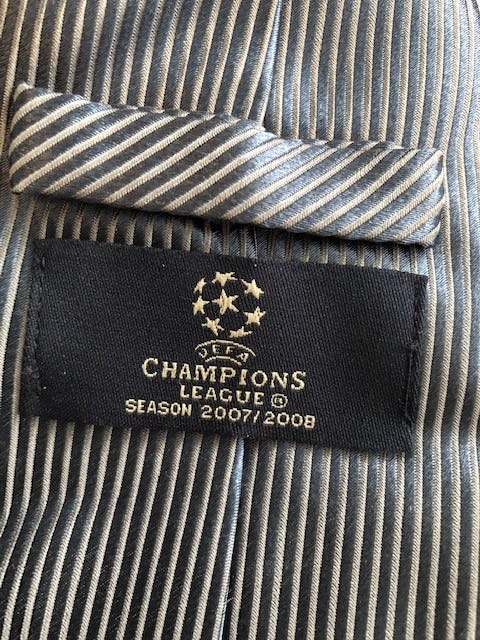 UEFA
CHAMPIONS
LEAGUE ®
SEASON 2007/2008